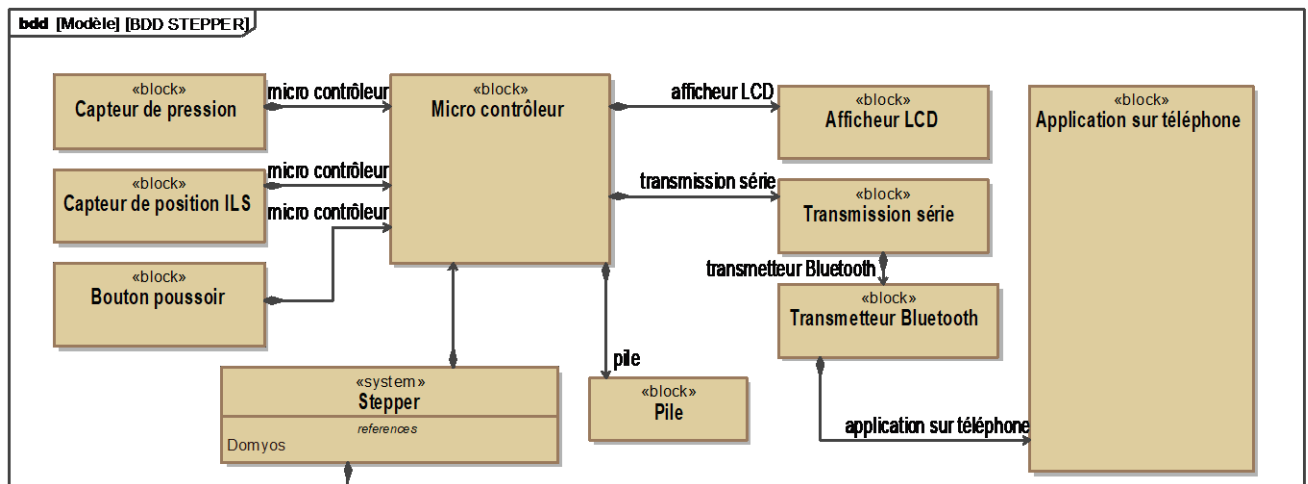 bdd [Modèle] [BDD STEPPER]
«block»
Capteur de pression
micro contrôleur
«block»
Micro contrôleur
afficheur LCD
«block»
Afficheur LCD
«block»
Application sur téléphone
«block»
Capteur de position ILS
micro contrôleur
micro contrôleur
transmission série
«block»
Transmission série
«block»
Bouton poussoir
transmetteur Bluetooth
«block»
Transmetteur Bluetooth
pile
«system»
Stepper
references
Domyos
«block»
Pile
application sur téléphone